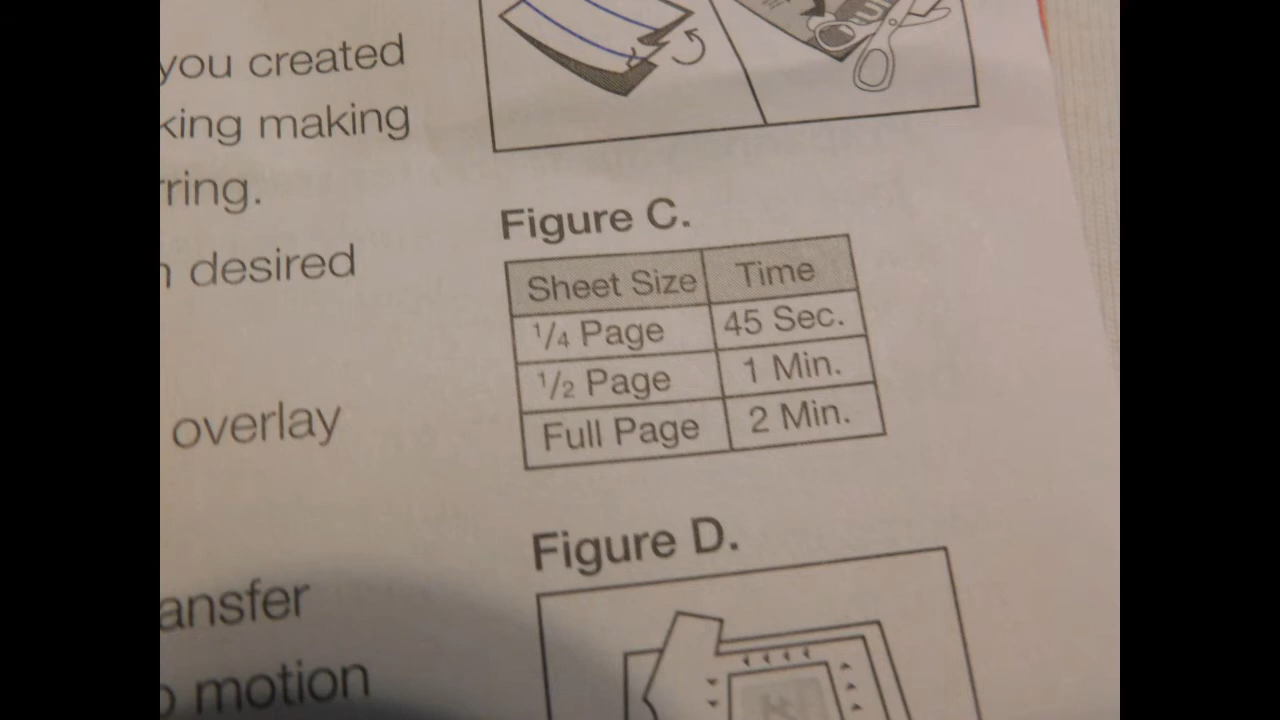 you created
king making
rring.
desired
overlay
ansfer
motion
Figure C.
Sheet Size Time
1/4 Page 45 Sec.
1/2 Page 1 Min.
Full Page 2 Min.
Figure D.